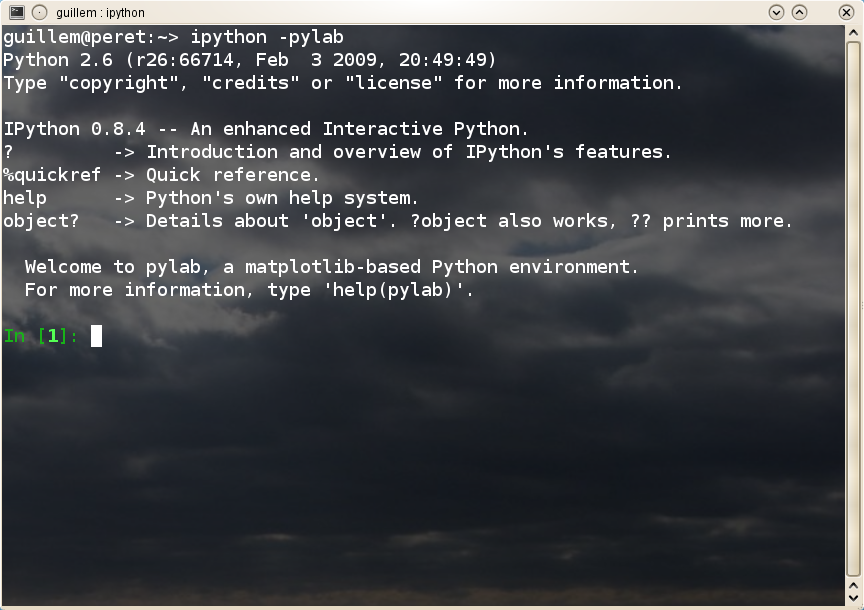 guillem : ipython
guillem@peret:~> ipython -pylab
Python 2.6 (r26:66714, Feb  3 2009, 20:49:49)
Type "copyright", "credits" or "license" for more information.
IPython 0.8.4 -- An enhanced Interactive Python.
?         -> Introduction and overview of IPython's features.
%quickref -> Quick reference.
help      -> Python's own help system.
object?   -> Details about 'object'. ?object also works, ?? prints more.
  Welcome to pylab, a matplotlib-based Python environment.
  For more information, type 'help(pylab)'.
In [1]: